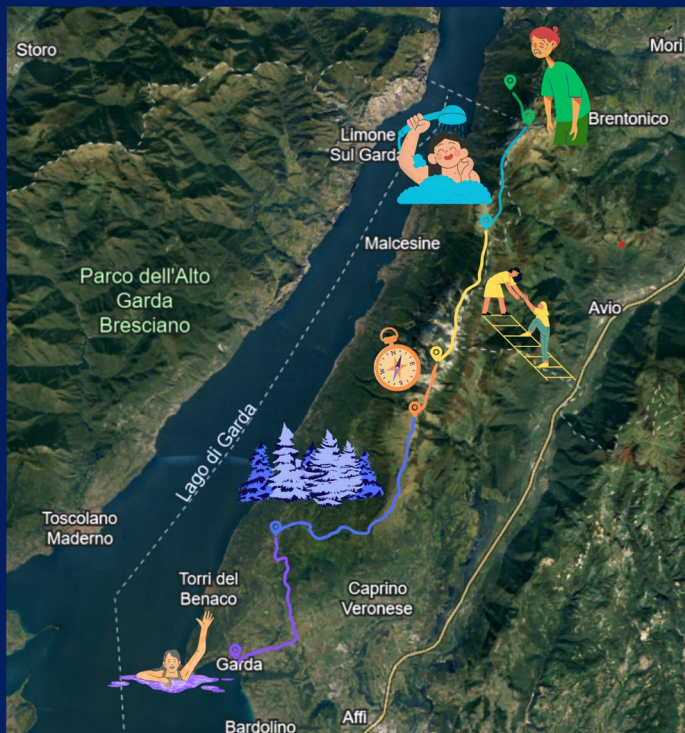 Storo
Mori
Brentonico
Limone
Sul Garda
Malcesine
Parco dell'Alto
Garda
Bresciano
Avio
Lago di Garda
Toscolano
Maderno
Torri del
Benaco
Caprino
Veronese
Garda
Affi
Bardolino